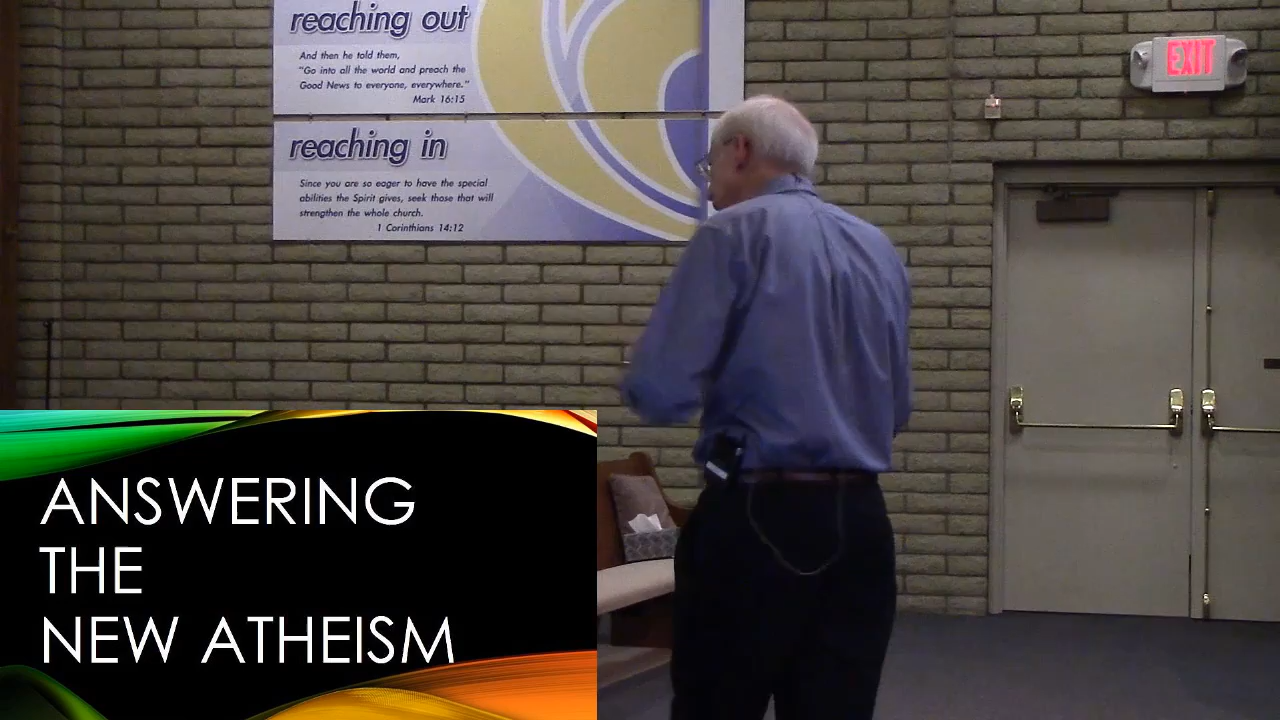 reaching out
And then he told them,
"Go into all the world and preach the
Good News to everyone, everywhere."
Mark 16:15
reaching in
Since you are so eager to have the special
abilities the Spirit gives, seek those that will
strengthen the whole church.
1 Corinthians 14:12
EXIT
ANSWERING
THE
NEW ATHEISM